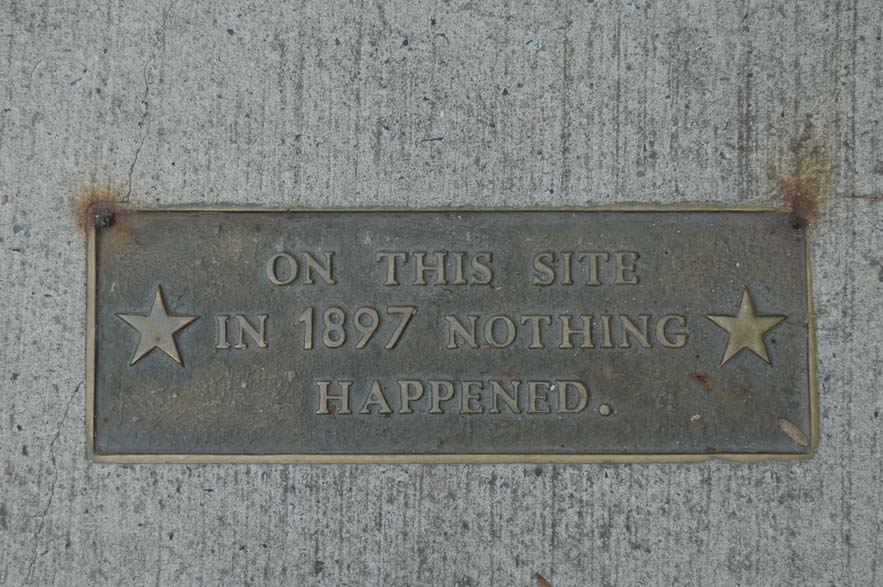 ON THIS SITE
IN 1897 NOTHING
HAPPENED.